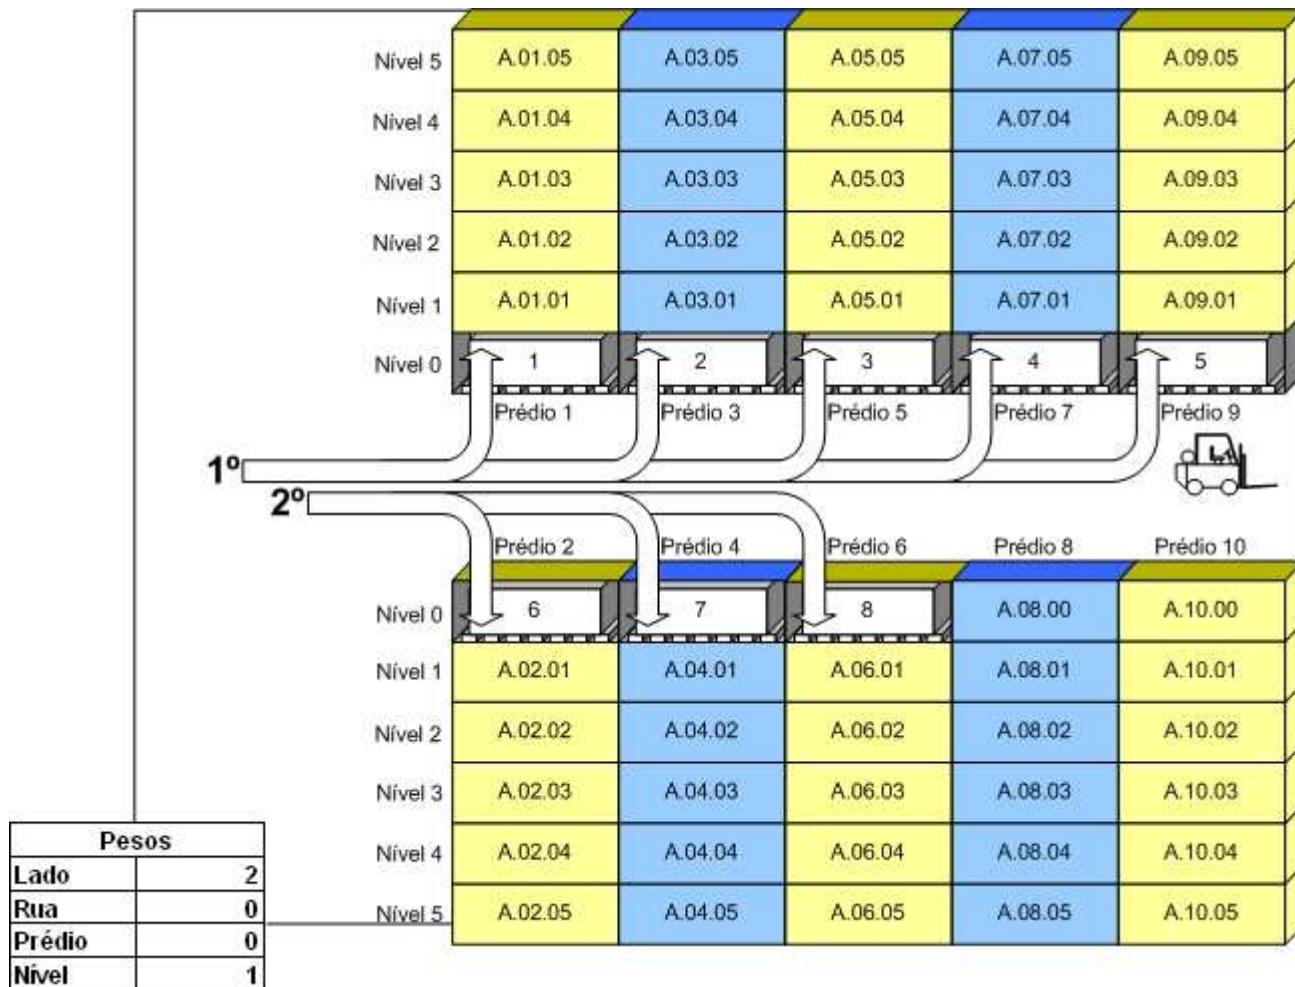 Nível 5 A.01.05 A.03.05 A.05.05 A.07.05 A.09.05
Nível 4 A.01.04 A.03.04 A.05.04 A.07.04 A.09.04
Nível 3 A.01.03 A.03.03 A.05.03 A.07.03 A.09.03
Nível 2 A.01.02 A.03.02 A.05.02 A.07.02 A.09.02
Nível 1 A.01.01 A.03.01 A.05.01 A.07.01 A.09.01
Nível 0 1 2 3 4 5
Prédio 1 Prédio 3 Prédio 5 Prédio 7 Prédio 9
1º
2º
Prédio 2 Prédio 4 Prédio 6 Prédio 8 Prédio 10
Nível 0 6 7 8 A.08.00 A.10.00
Nível 1 A.02.01 A.04.01 A.06.01 A.08.01 A.10.01
Nível 2 A.02.02 A.04.02 A.06.02 A.08.02 A.10.02
Nível 3 A.02.03 A.04.03 A.06.03 A.08.03 A.10.03
Nível 4 A.02.04 A.04.04 A.06.04 A.08.04 A.10.04
Nível 5 A.02.05 A.04.05 A.06.05 A.08.05 A.10.05
Pesos
Lado 2
Rua 0
Prédio 0
Nível 1